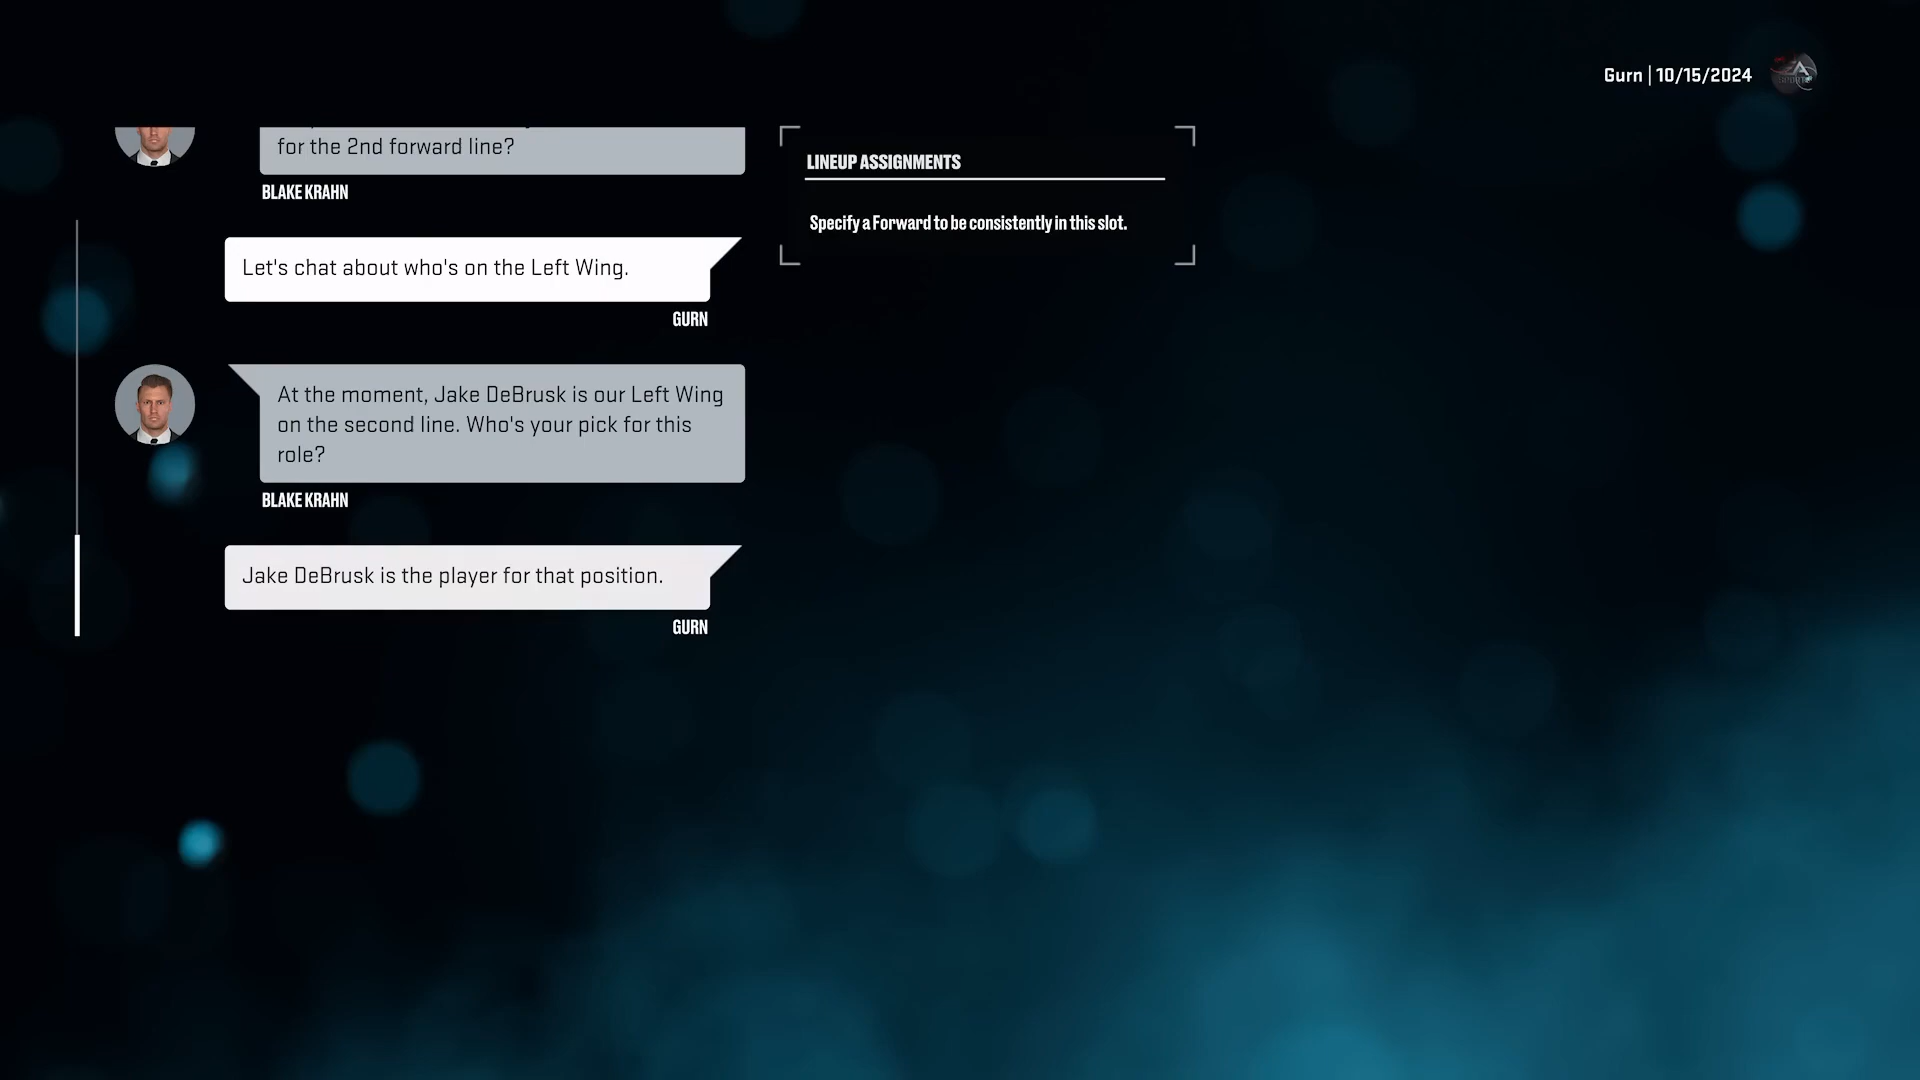 Gurn | 10/15/2024
for the 2nd forward line?
BLAKE KRAHN
Let's chat about who's on the Left Wing.
GURN
At the moment, Jake DeBrusk is our Left Wing
on the second line. Who's your pick for this
role?
BLAKE KRAHN
Jake DeBrusk is the player for that position.
GURN
LINEUP ASSIGNMENTS
Specify a Forward to be consistently in this slot.